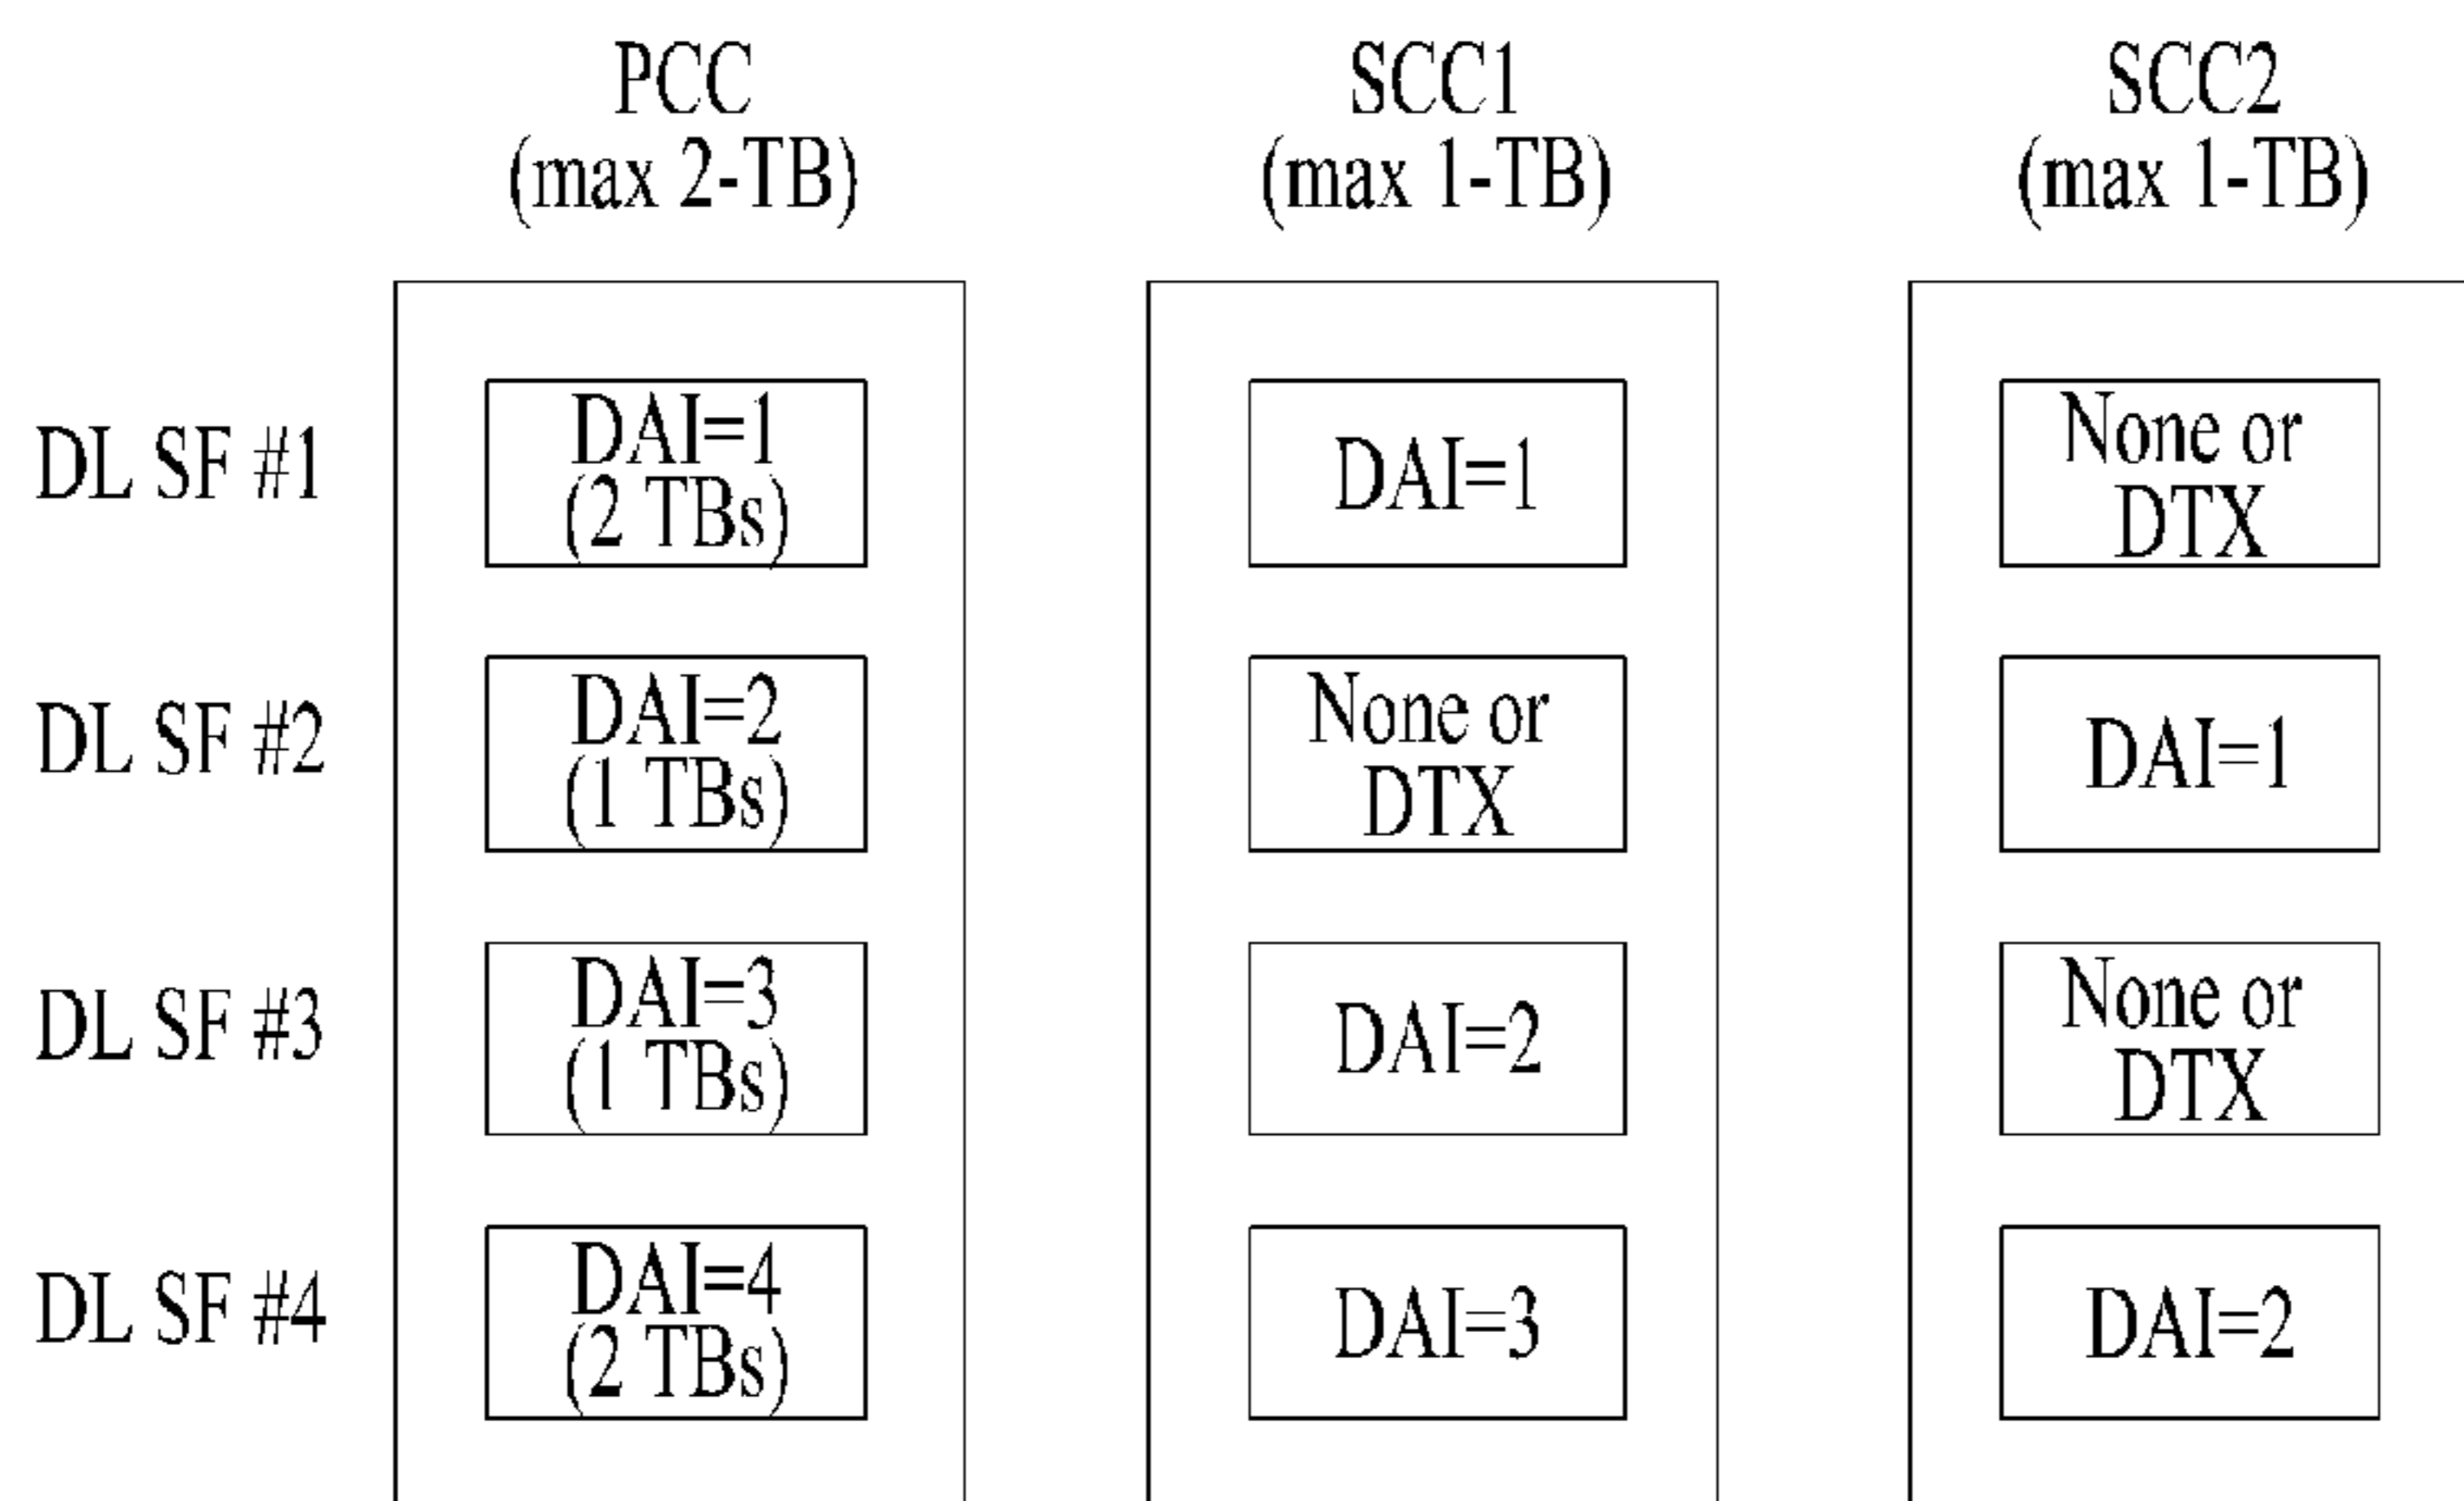 PCC
(max 2-TB)
SCC1
(max 1-TB)
SCC2
(max 1-TB)
DL SF #1
DAI=1
(2 TBs)
DAI=1
None or
DTX
DL SF #2
DAI=2
(1 TBs)
None or
DTX
DAI=1
DL SF #3
DAI=3
(1 TBs)
DAI=2
None or
DTX
DL SF #4
DAI=4
(2 TBs)
DAI=3
DAI=2